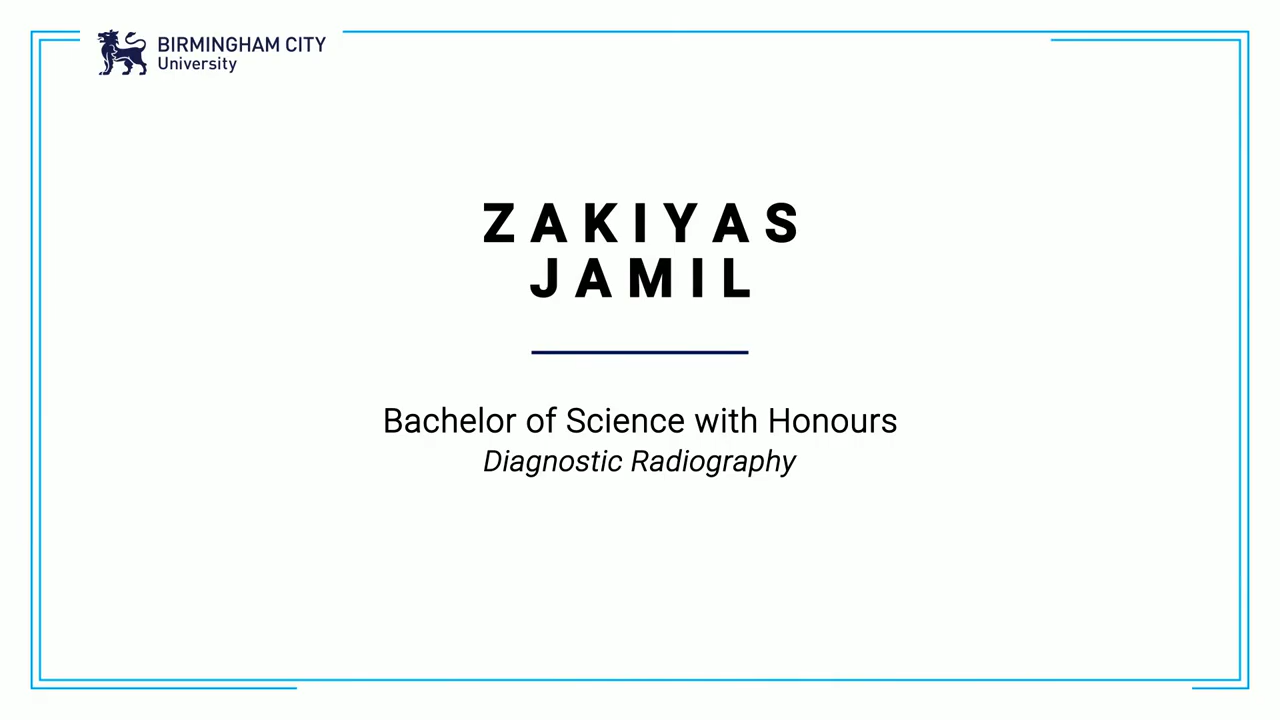 BIRMINGHAM CITY
University
ZAKIYAS
JAMIL
Bachelor of Science with Honours
Diagnostic Radiography